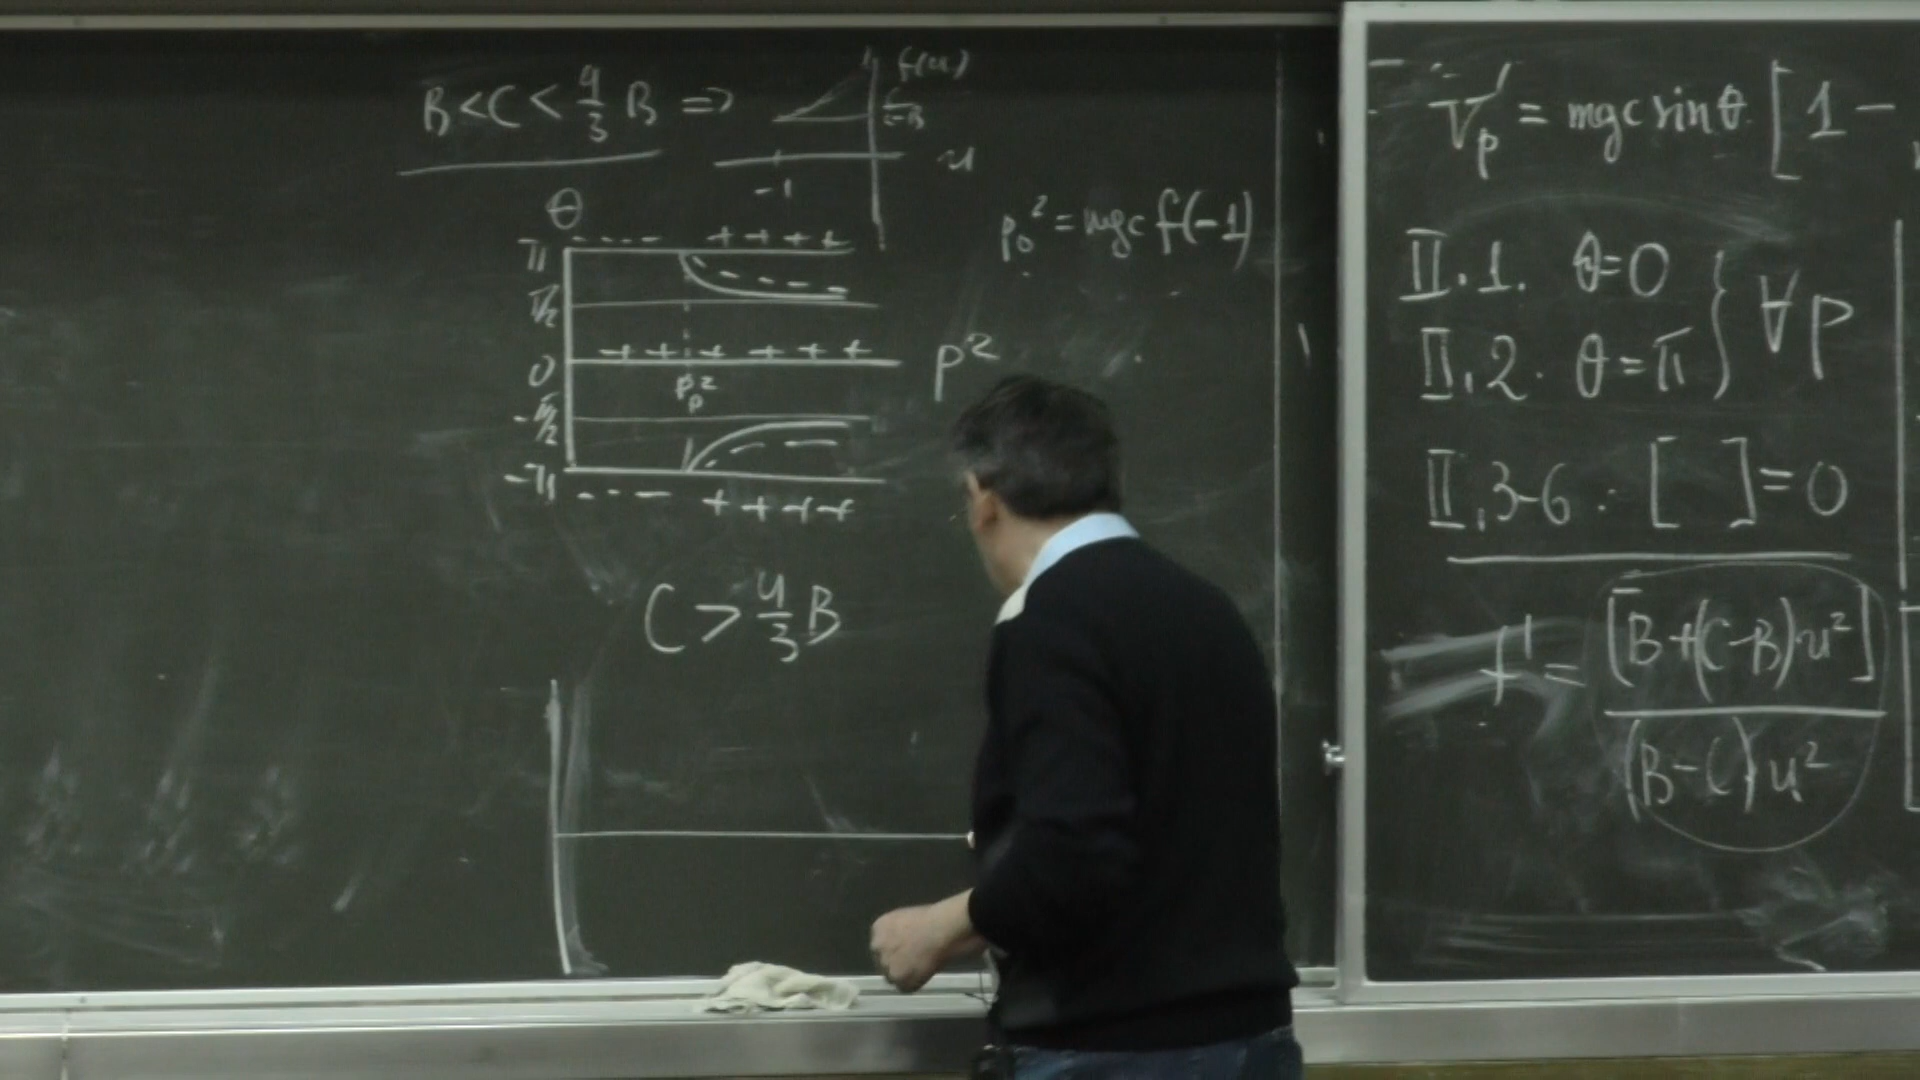 B < C < 4/3 B =>
f(u)
u
-1
θ
π - - - - + + + +
π/2
+ + + + + +
0
p²
-π/2
-π - - - - + + + +
p₀² = mgc f(-1)
C > 4/3 B
V'ₚ = mgc sinθ [1 -
II.1. θ=0
II.2. θ=π } ∀ p
II.3-6. [ ] = 0
f' = [B+(C-B)u²] / (B-C)u²